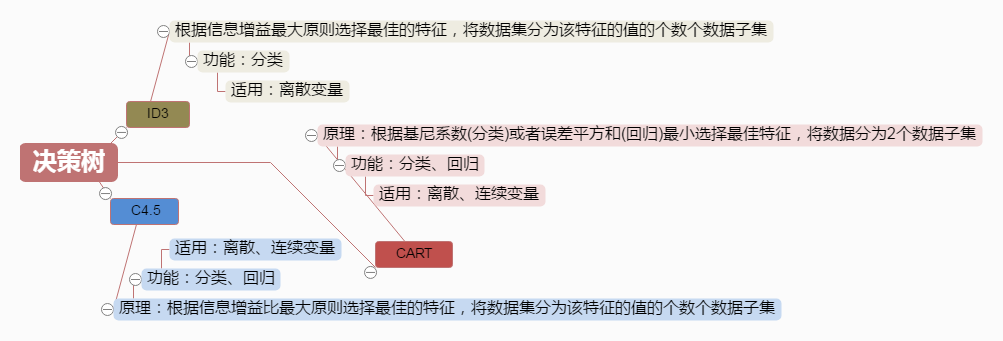 根据信息增益最大原则选择最佳的特征，将数据集分为该特征的值的个数个数据子集
功能：分类
适用：离散变量
ID3
原理：根据基尼系数(分类)或者误差平方和(回归)最小选择最佳特征，将数据分为2个数据子集
功能：分类、回归
适用：离散、连续变量
决策树
C4.5
CART
适用：离散、连续变量
功能：分类、回归
原理：根据信息增益比最大原则选择最佳的特征，将数据集分为该特征的值的个数个数据子集